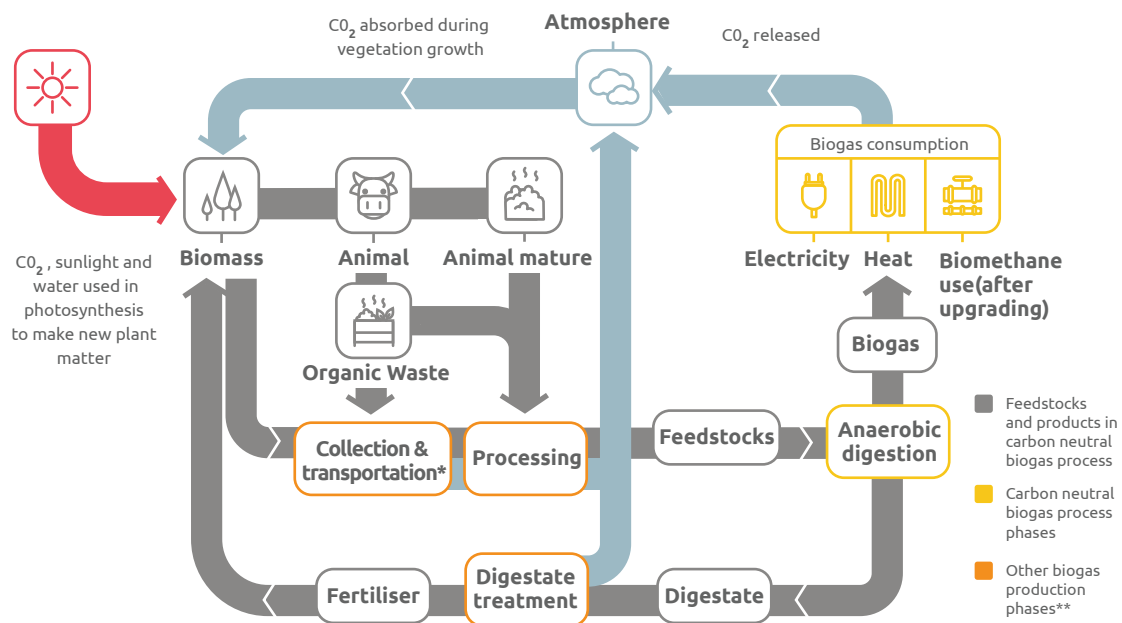 C0₂ absorbed during
vegetation growth
Atmosphere
C0₂ released
Biogas consumption
Biomass
Animal
Animal mature
Electricity
Heat
Biomethane
use(after
upgrading)
C0₂ , sunlight and
water used in
photosynthesis
to make new plant
matter
Organic Waste
Biogas
Collection &
transportation*
Processing
Feedstocks
Anaerobic
digestion
Feedstocks
and products in
carbon neutral
biogas process
Carbon neutral
biogas process
phases
Other biogas
production
phases**
Fertiliser
Digestate
treatment
Digestate